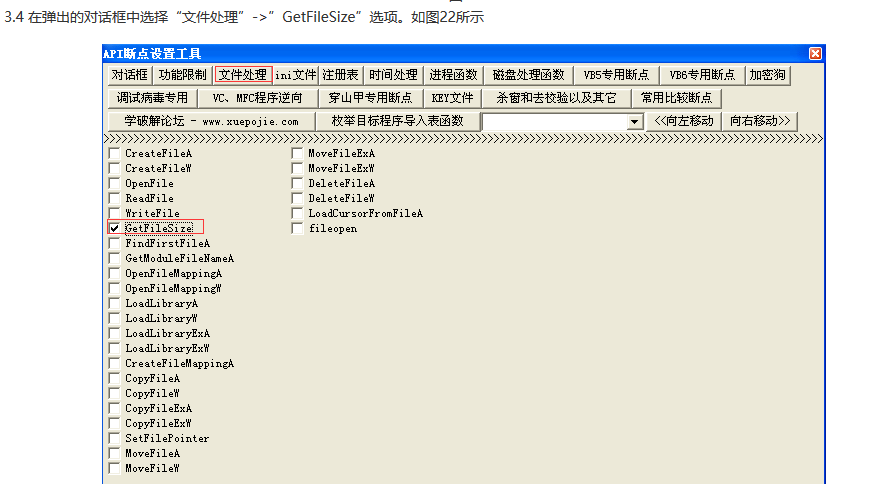 3.4 在弹出的对话框中选择“文件处理”->”GetFileSize”选项。如图22所示
API断点设置工具
对话框 功能限制 文件处理 ini文件 注册表 时间处理 进程函数 磁盘处理函数 VB5专用断点 VB6专用断点 加密狗
调试病毒专用 VC、MFC程序逆向 穿山甲专用断点 KEY文件 杀窗和去校验以及其它 常用比较断点
学破解论坛 - www.xuepojie.com 枚举目标程序导入表函数 <<向左移动 向右移动>>
CreateFileA MoveFileExA
CreateFileW MoveFileExW
OpenFile DeleteFileA
ReadFile DeleteFileW
WriteFile LoadCursorFromFileA
GetFileSize fileopen
FindFirstFileA
GetModuleFileNameA
OpenFileMappingA
OpenFileMappingW
LoadLibraryA
LoadLibraryW
LoadLibraryExA
LoadLibraryExW
CreateFileMappingA
CopyFileA
CopyFileW
CopyFileExA
CopyFileExW
SetFilePointer
MoveFileA
MoveFileW